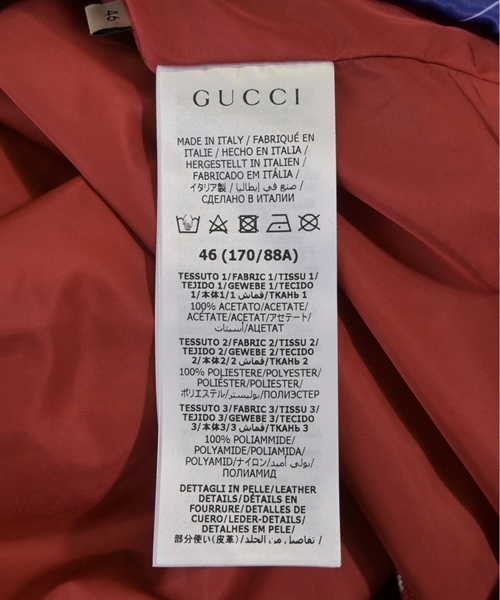 46
GUCCI
MADE IN ITALY / FABRIQUÉ EN
ITALIE / HECHO EN ITALIA /
HERGESTELLT IN ITALIEN /
FABRICADO EM ITÁLIA /
イタリア製 / صنع في إيطاليا /
СДЕЛАНО В ИТАЛИИ
46 (170/88A)
TESSUTO 1/FABRIC 1/TISSU 1/
TEJIDO 1/GEWEBE 1/TECIDO
1/本体1/قماش 1/ТКАНЬ 1
100% ACETATO/ACETATE/
ACÉTATE/ACETAT/アセテート/
أسيتات/АЦЕТАТ
TESSUTO 2/FABRIC 2/TISSU 2/
TEJIDO 2/GEWEBE 2/TECIDO
2/本体2/قماش 2/ТКАНЬ 2
100% POLIESTERE/POLYESTER/
POLIÉSTER/POLIESTER/
ポリエステル/بوليستر/ПОЛИЭСТЕР
TESSUTO 3/FABRIC 3/TISSU 3/
TEJIDO 3/GEWEBE 3/TECIDO
3/本体3/قماش 3/ТКАНЬ 3
100% POLIAMMIDE/
POLYAMIDE/POLIAMIDA/
POLYAMID/ナイロン/بولي أميد/
ПОЛИАМИД
DETTAGLI IN PELLE/LEATHER
DETAILS/DÉTAILS EN
FOURRURE/DETALLES DE
CUERO/LEDER-DETAILS/
DETALHES EM PELE/
部分使い(皮革)/تفاصيل من الجلد /